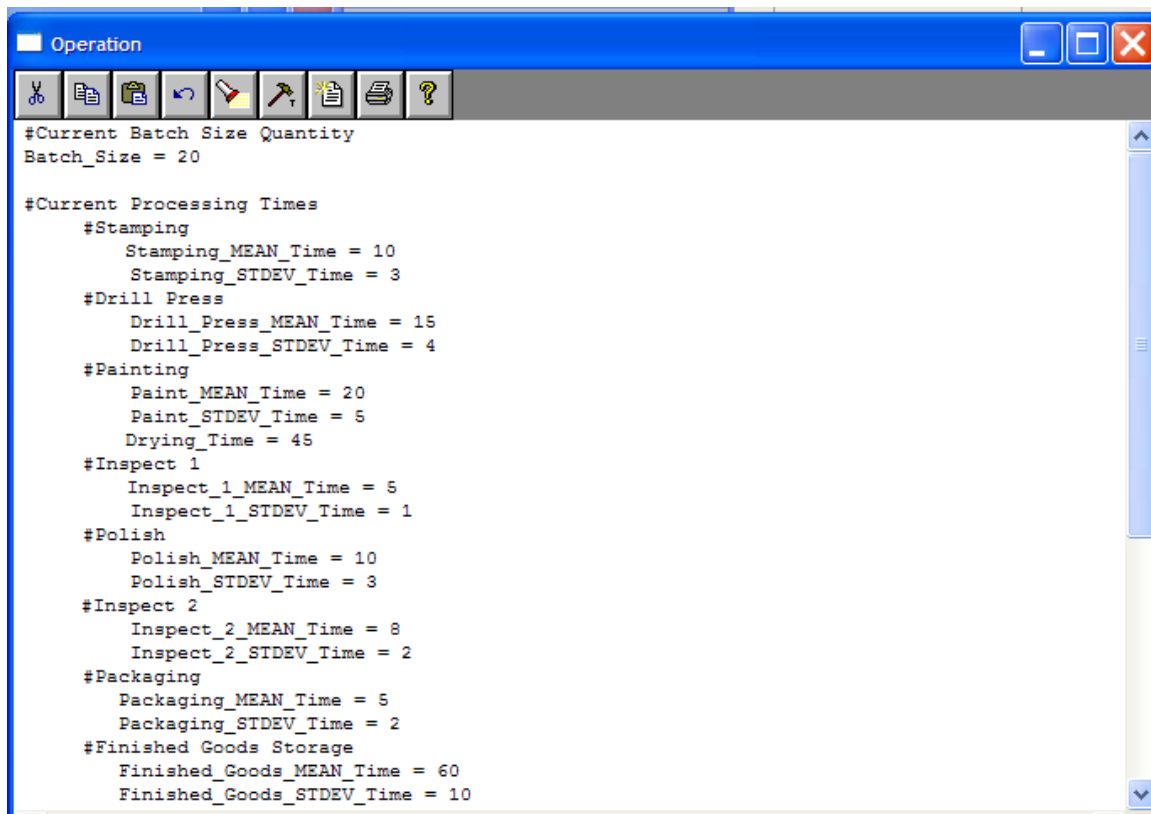 Operation
#Current Batch Size Quantity
Batch_Size = 20
#Current Processing Times
#Stamping
Stamping_MEAN_Time = 10
Stamping_STDEV_Time = 3
#Drill Press
Drill_Press_MEAN_Time = 15
Drill_Press_STDEV_Time = 4
#Painting
Paint_MEAN_Time = 20
Paint_STDEV_Time = 5
Drying_Time = 45
#Inspect 1
Inspect_1_MEAN_Time = 5
Inspect_1_STDEV_Time = 1
#Polish
Polish_MEAN_Time = 10
Polish_STDEV_Time = 3
#Inspect 2
Inspect_2_MEAN_Time = 8
Inspect_2_STDEV_Time = 2
#Packaging
Packaging_MEAN_Time = 5
Packaging_STDEV_Time = 2
#Finished Goods Storage
Finished_Goods_MEAN_Time = 60
Finished_Goods_STDEV_Time = 10